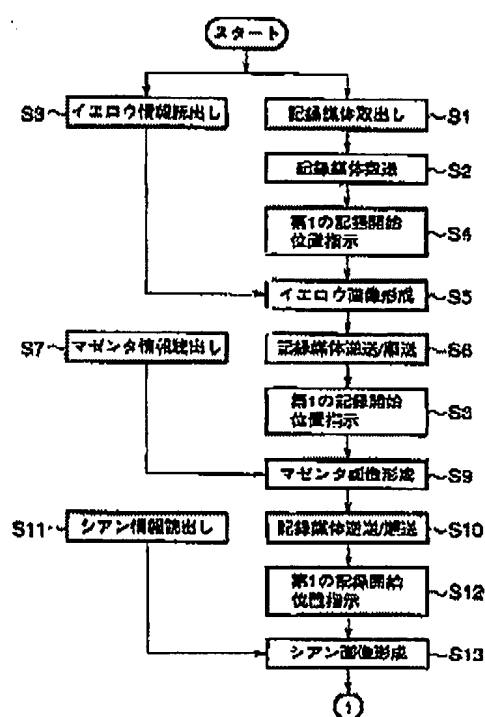 スタート
S3 イエロウ情報読出し
記録媒体取出し S1
記録媒体搬送 S2
第1の記録開始
位置指示 S4
イエロウ画像形成 S5
S7 マゼンタ情報読出し
記録媒体逆送/順送 S6
第1の記録開始
位置指示 S8
マゼンタ画像形成 S9
S11 シアン情報読出し
記録媒体逆送/順送 S10
第1の記録開始
位置指示 S12
シアン画像形成 S13
1